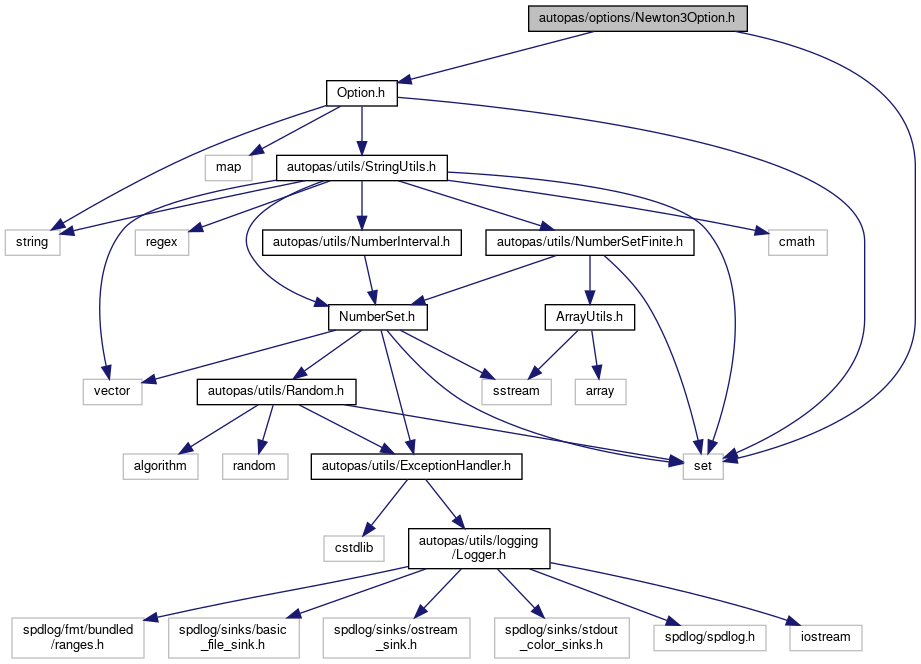 autopas/options/Newton3Option.h
Option.h
map
autopas/utils/StringUtils.h
string
regex
autopas/utils/NumberInterval.h
autopas/utils/NumberSetFinite.h
cmath
NumberSet.h
ArrayUtils.h
vector
autopas/utils/Random.h
sstream
array
algorithm
random
autopas/utils/ExceptionHandler.h
set
cstdlib
autopas/utils/logging
/Logger.h
spdlog/fmt/bundled
/ranges.h
spdlog/sinks/basic
_file_sink.h
spdlog/sinks/ostream
_sink.h
spdlog/sinks/stdout
_color_sinks.h
spdlog/spdlog.h
iostream